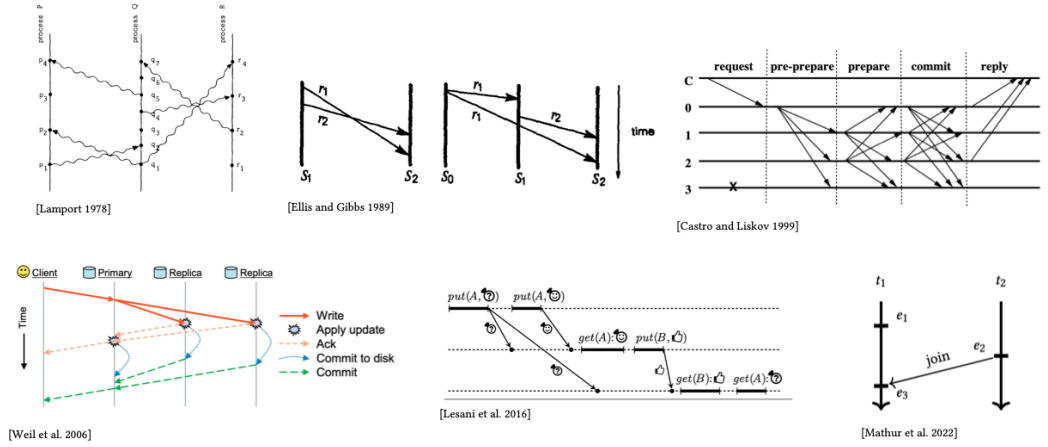 process P
process Q
process R
p4
q7
r4
q6
p3
q5
r3
q4
p2
q3
r2
p1
q1
r1
[Lamport 1978]
r1
r2
S1
S2
r1
r1
r2
S0
S1
S2
time
[Ellis and Gibbs 1989]
request
pre-prepare
prepare
commit
reply
C
0
1
2
3
X
[Castro and Liskov 1999]
Client
Primary
Replica
Replica
Time
Write
Apply update
Ack
Commit to disk
Commit
[Weil et al. 2006]
put(A, ?)
put(A, ☺)
?
☺
get(A):☺
put(B, 👍)
?
👍
get(B):👍
get(A):?
[Lesani et al. 2016]
t1
t2
e1
e2
join
e3
[Mathur et al. 2022]